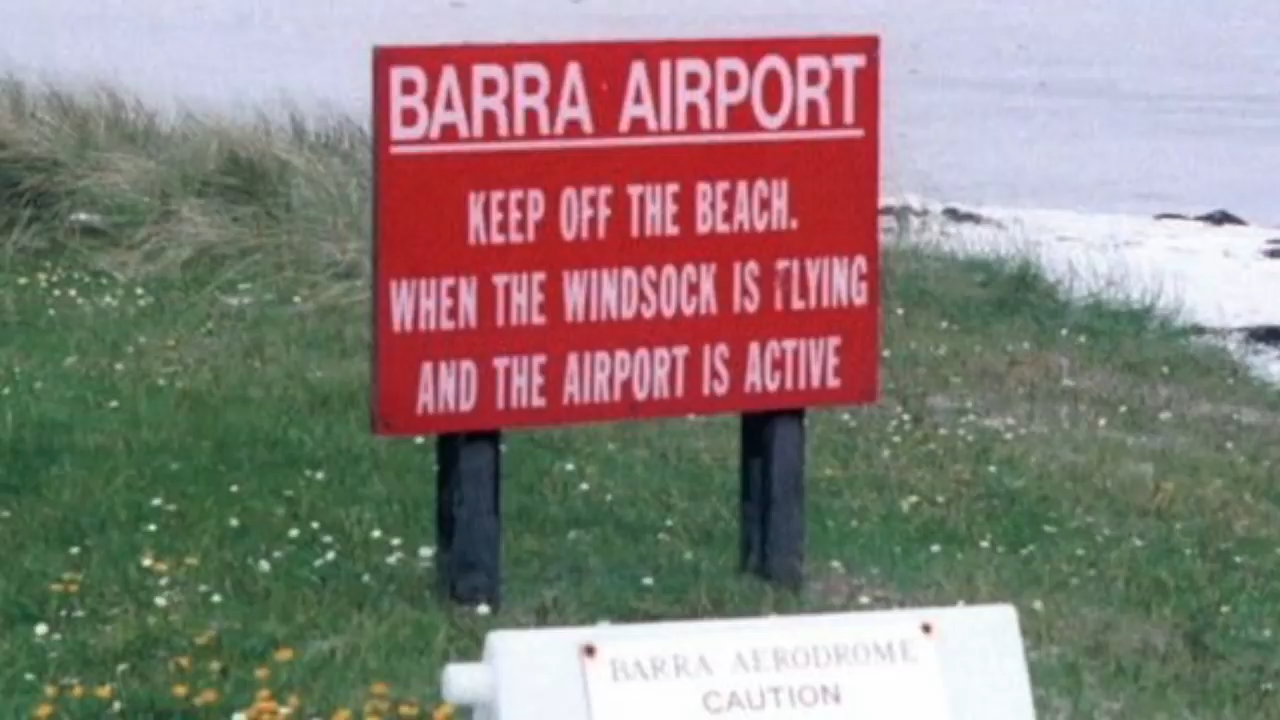 BARRA AIRPORT
KEEP OFF THE BEACH.
WHEN THE WINDSOCK IS FLYING
AND THE AIRPORT IS ACTIVE
BARRA AERODROME
CAUTION